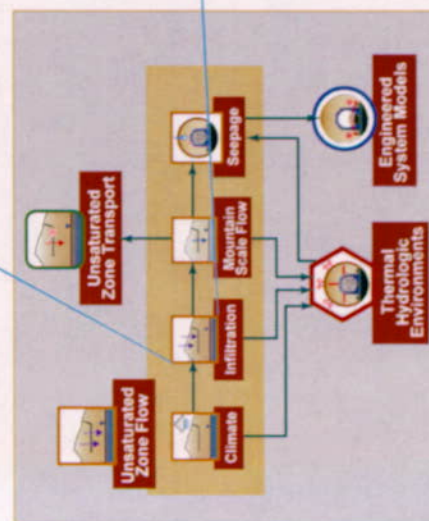 Unsaturated
Zone Flow
Climate
Infiltration
Mountain
Scale Flow
Seepage
Unsaturated
Zone Transport
Thermal
Hydrologic
Environments
Engineered
System Models